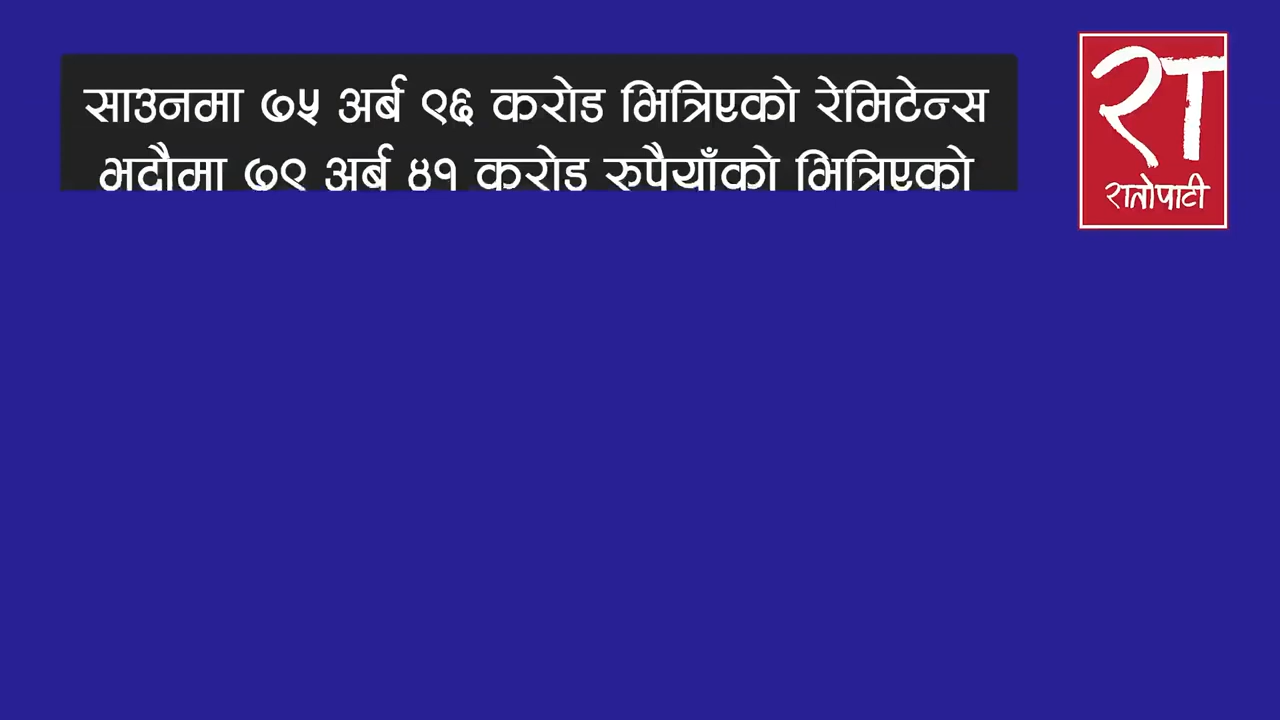 साउनमा ७५ अर्ब ९६ करोड भित्रिएको रेमिटेन्स
भदौमा ७९ अर्ब ४१ करोड रुपैयाँको भित्रिएको
रा
रातोपाटी